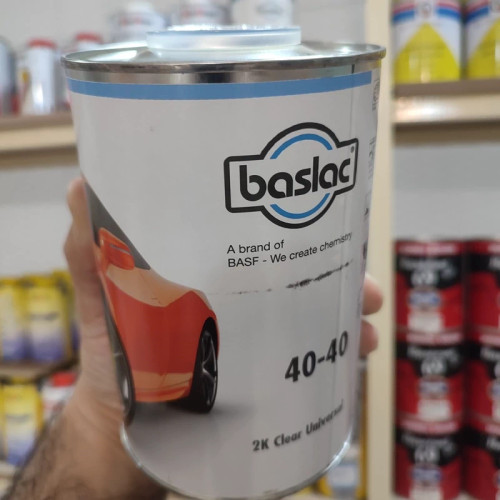 baslac®
A brand of
BASF - We create chemistry
40-40
2K Clear Universal